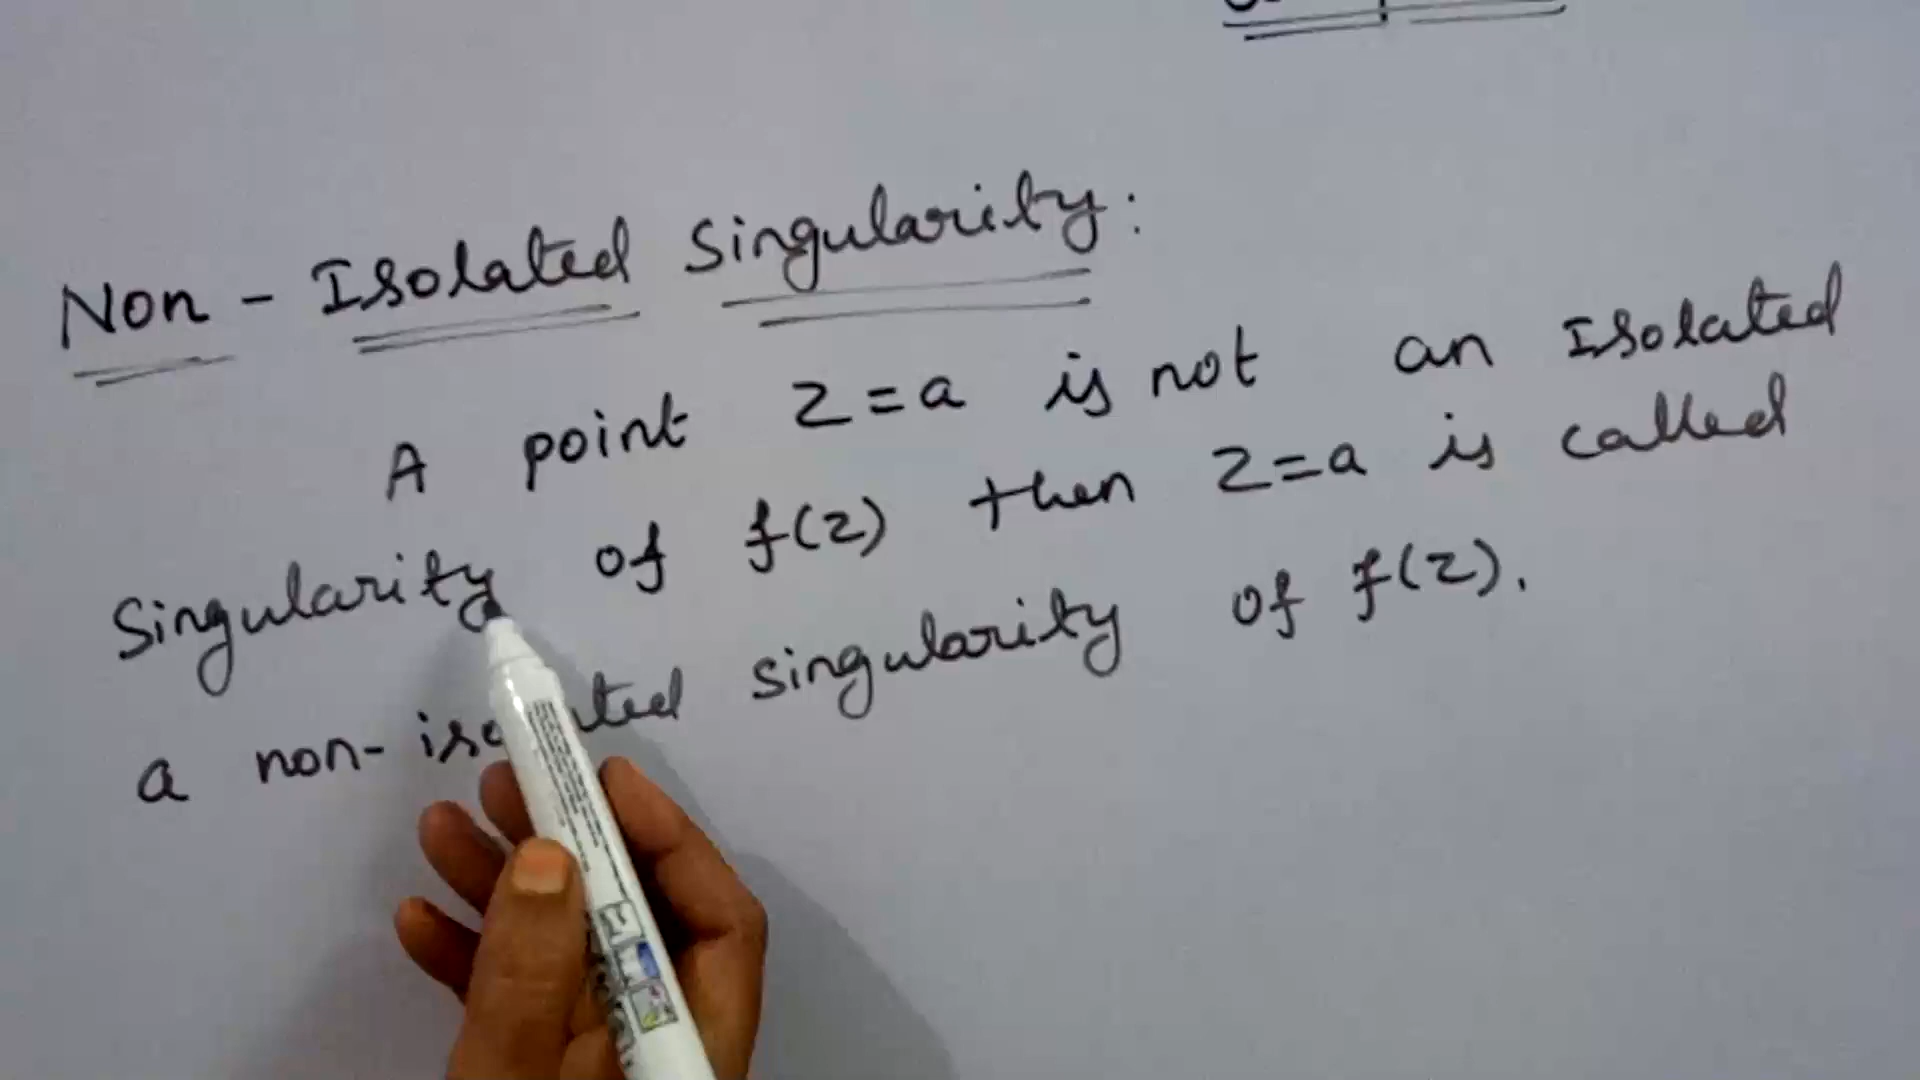 Non - Isolated Singularity:
A point z=a is not an Isolated
Singularity of f(z) then z=a is called
a non- singularity of f(z).